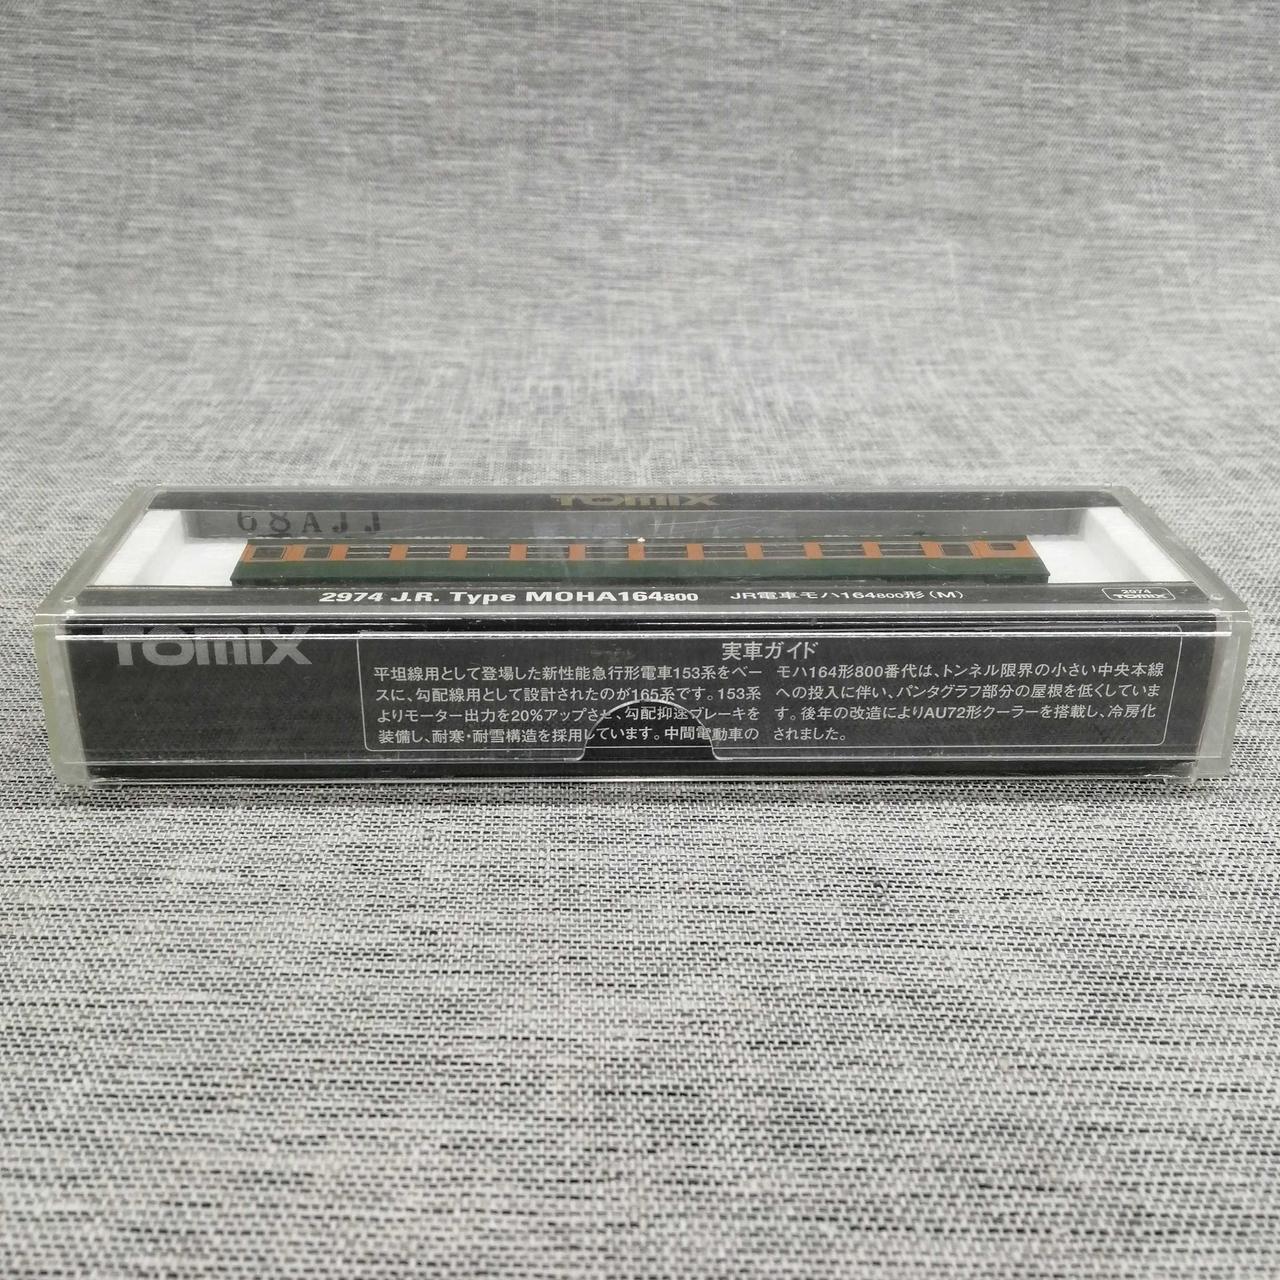 TOMIX
68AJJ
2974 J.R. Type MOHA164800 JR電車モハ164800形(M)
2974
TOMIX
TOMIX
実車ガイド
平坦線用として登場した新性能急行形電車153系をベー
スに、勾配線用として設計されたのが165系です。153系
よりモーター出力を20%アップさせ、勾配抑速ブレーキを
装備し、耐寒・耐雪構造を採用しています。中間電動車の
モハ164形800番代は、トンネル限界の小さい中央本線
への投入に伴い、パンタグラフ部分の屋根を低くしていま
す。後年の改造によりAU72形クーラーを搭載し、冷房化
されました。